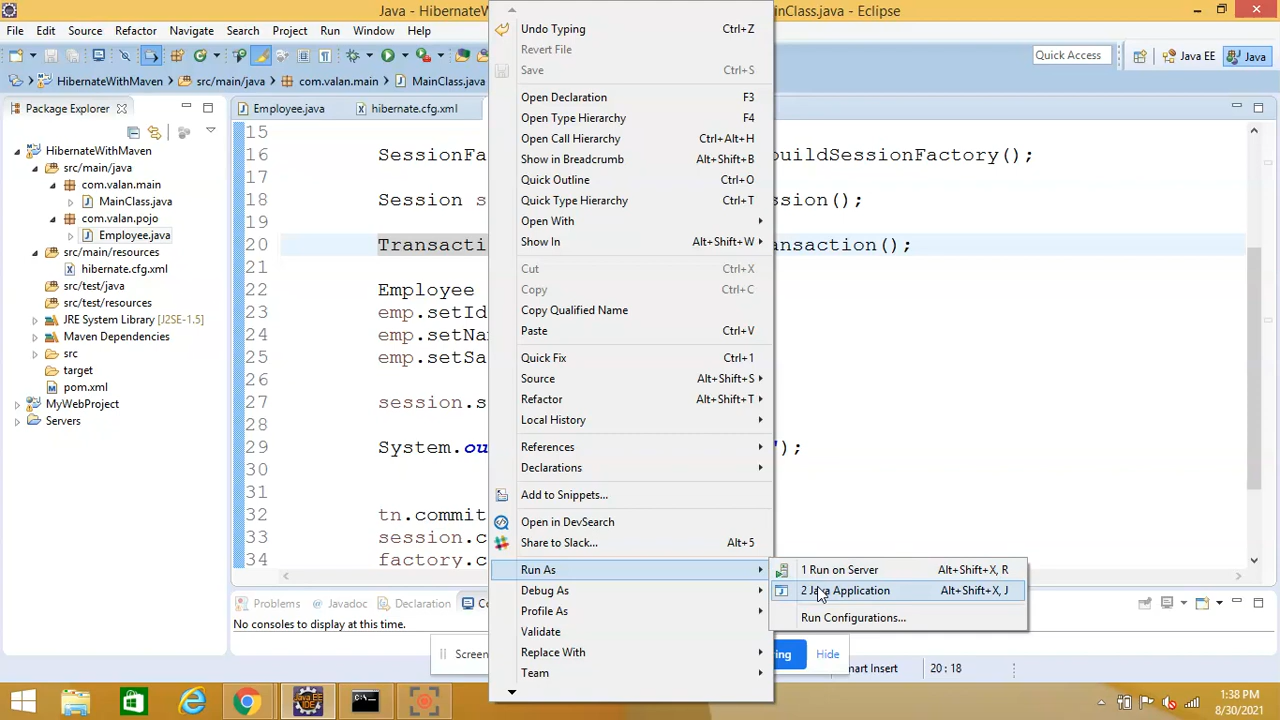 Java - Hibernate
ainClass.java - Eclipse
File Edit Source Refactor Navigate Search Project Run Window Help
Quick Access Java EE Java
HibernateWithMaven src/main/java com.valan.main MainClass.java
Package Explorer
Employee.java hibernate.cfg.xml
HibernateWithMaven
src/main/java
com.valan.main
MainClass.java
com.valan.pojo
Employee.java
src/main/resources
hibernate.cfg.xml
src/test/java
src/test/resources
JRE System Library [J2SE-1.5]
Maven Dependencies
src
target
pom.xml
MyWebProject
Servers
15
16 SessionFa uildSessionFactory();
17
18 Session s ssion();
19
20 Transacti ansaction();
21
22 Employee
23 emp.setId
24 emp.setNa
25 emp.setSa
26
27 session.s
28
29 System.ou ");
30
31
32 tn.commit
33 session.c
34 factory.c
Undo Typing Ctrl+Z
Revert File
Save Ctrl+S
Open Declaration F3
Open Type Hierarchy F4
Open Call Hierarchy Ctrl+Alt+H
Show in Breadcrumb Alt+Shift+B
Quick Outline Ctrl+O
Quick Type Hierarchy Ctrl+T
Open With
Show In Alt+Shift+W
Cut Ctrl+X
Copy Ctrl+C
Copy Qualified Name
Paste Ctrl+V
Quick Fix Ctrl+1
Source Alt+Shift+S
Refactor Alt+Shift+T
Local History
References
Declarations
Add to Snippets...
Open in DevSearch
Share to Slack... Alt+5
Run As
Debug As
Profile As
Validate
Replace With
Team
1 Run on Server Alt+Shift+X, R
2 Java Application Alt+Shift+X, J
Run Configurations...
Problems Javadoc Declaration Co
No consoles to display at this time.
Screen ing Hide
mart Insert 20 : 18
1:38 PM
8/30/2021